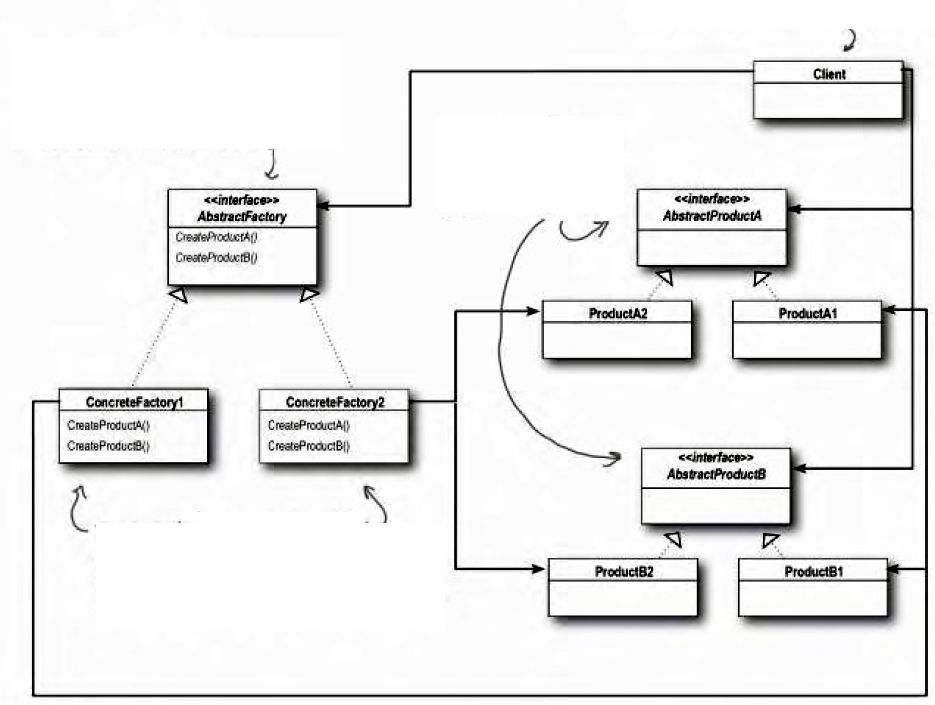 Client
<<interface>>
AbstractFactory
CreateProductA()
CreateProductB()
<<interface>>
AbstractProductA
ProductA2
ProductA1
ConcreteFactory1
CreateProductA()
CreateProductB()
ConcreteFactory2
CreateProductA()
CreateProductB()
<<interface>>
AbstractProductB
ProductB2
ProductB1